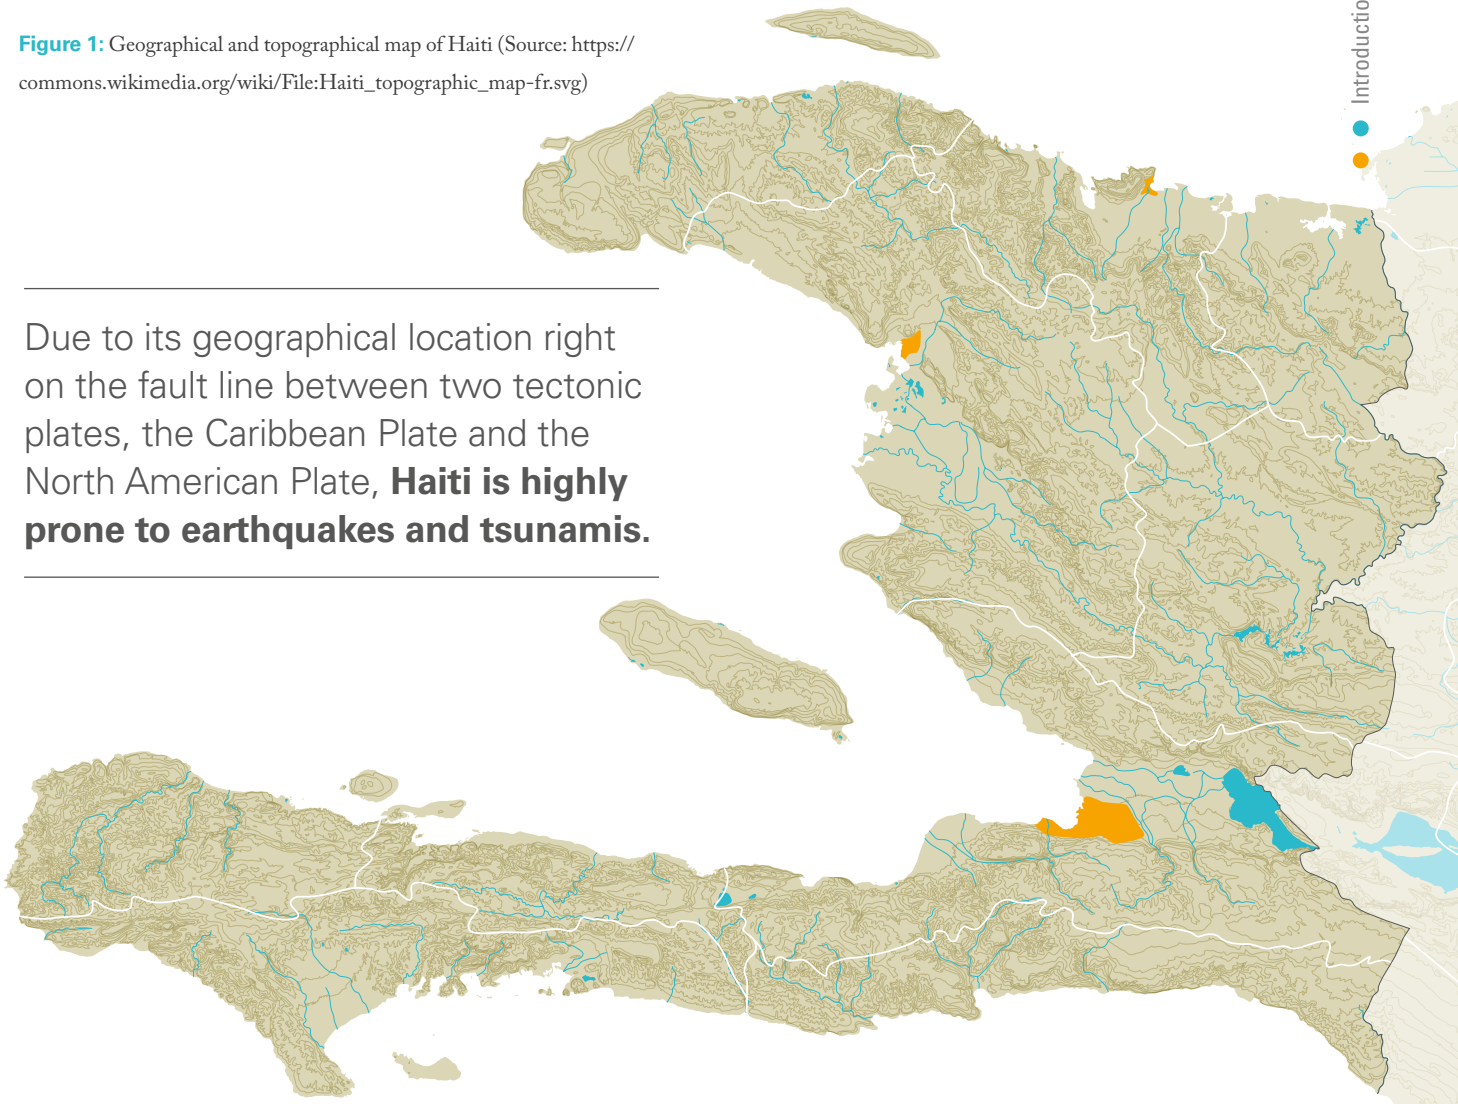 Figure 1: Geographical and topographical map of Haiti (Source: https://
commons.wikimedia.org/wiki/File:Haiti_topographic_map-fr.svg)
Introductio
Due to its geographical location right
on the fault line between two tectonic
plates, the Caribbean Plate and the
North American Plate, Haiti is highly
prone to earthquakes and tsunamis.